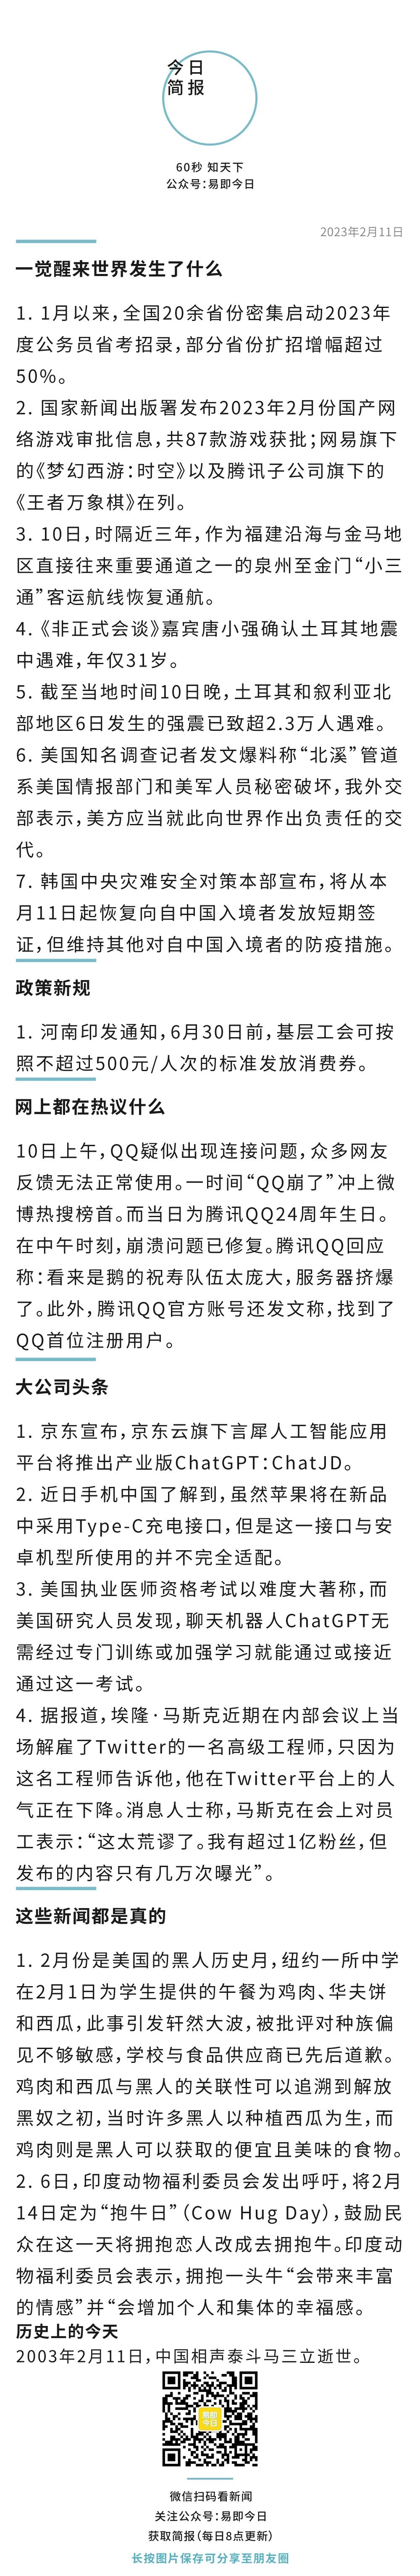 今日
简报
60秒 知天下
公众号：易即今日
2023年2月11日
一觉醒来世界发生了什么
1. 1月以来，全国20余省份密集启动2023年
度公务员省考招录，部分省份扩招增幅超过
50%。
2. 国家新闻出版署发布2023年2月份国产网
络游戏审批信息，共87款游戏获批；网易旗下
的《梦幻西游：时空》以及腾讯子公司旗下的
《王者万象棋》在列。
3. 10日，时隔近三年，作为福建沿海与金马地
区直接往来重要通道之一的泉州至金门“小三
通”客运航线恢复通航。
4.《非正式会谈》嘉宾唐小强确认土耳其地震
中遇难，年仅31岁。
5. 截至当地时间10日晚，土耳其和叙利亚北
部地区6日发生的强震已致超2.3万人遇难。
6. 美国知名调查记者发文爆料称“北溪”管道
系美国情报部门和美军人员秘密破坏，我外交
部表示，美方应当就此向世界作出负责任的交
代。
7. 韩国中央灾难安全对策本部宣布，将从本
月11日起恢复向自中国入境者发放短期签
证，但维持其他对自中国入境者的防疫措施。
政策新规
1. 河南印发通知，6月30日前，基层工会可按
照不超过500元/人次的标准发放消费券。
网上都在热议什么
10日上午，QQ疑似出现连接问题，众多网友
反馈无法正常使用。一时间“QQ崩了”冲上微
博热搜榜首。而当日为腾讯QQ24周年生日。
在中午时刻，崩溃问题已修复。腾讯QQ回应
称：看来是鹅的祝寿队伍太庞大，服务器挤爆
了。此外，腾讯QQ官方账号还发文称，找到了
QQ首位注册用户。
大公司头条
1. 京东宣布，京东云旗下言犀人工智能应用
平台将推出产业版ChatGPT：ChatJD。
2. 近日手机中国了解到，虽然苹果将在新品
中采用Type-C充电接口，但是这一接口与安
卓机型所使用的并不完全适配。
3. 美国执业医师资格考试以难度大著称，而
美国研究人员发现，聊天机器人ChatGPT无
需经过专门训练或加强学习就能通过或接近
通过这一考试。
4. 据报道，埃隆·马斯克近期在内部会议上当
场解雇了Twitter的一名高级工程师，只因为
这名工程师告诉他，他在Twitter平台上的人
气正在下降。消息人士称，马斯克在会上对员
工表示：“这太荒谬了。我有超过1亿粉丝，但
发布的内容只有几万次曝光”。
这些新闻都是真的
1. 2月份是美国的黑人历史月，纽约一所中学
在2月1日为学生提供的午餐为鸡肉、华夫饼
和西瓜，此事引发轩然大波，被批评对种族偏
见不够敏感，学校与食品供应商已先后道歉。
鸡肉和西瓜与黑人的关联性可以追溯到解放
黑奴之初，当时许多黑人以种植西瓜为生，而
鸡肉则是黑人可以获取的便宜且美味的食物。
2. 6日，印度动物福利委员会发出呼吁，将2月
14日定为“抱牛日”（Cow Hug Day），鼓励民
众在这一天将拥抱恋人改成去拥抱牛。印度动
物福利委员会表示，拥抱一头牛“会带来丰富
的情感”并“会增加个人和集体的幸福感。
历史上的今天
2003年2月11日，中国相声泰斗马三立逝世。
易即
今日
微信扫码看新闻
关注公众号：易即今日
获取简报（每日8点更新）
长按图片保存可分享至朋友圈